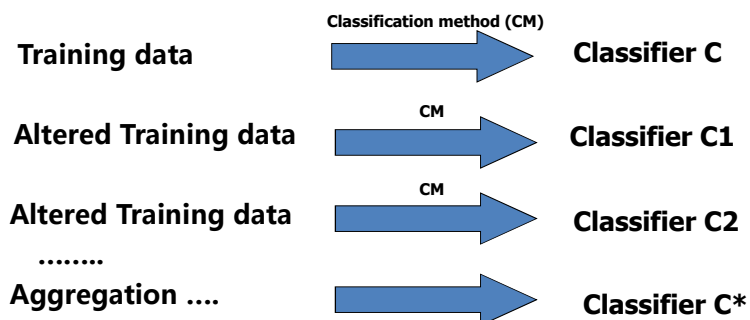 Classification method (CM)
Training data
Classifier C
CM
Altered Training data
Classifier C1
CM
Altered Training data
Classifier C2
........
Aggregation ....
Classifier C*